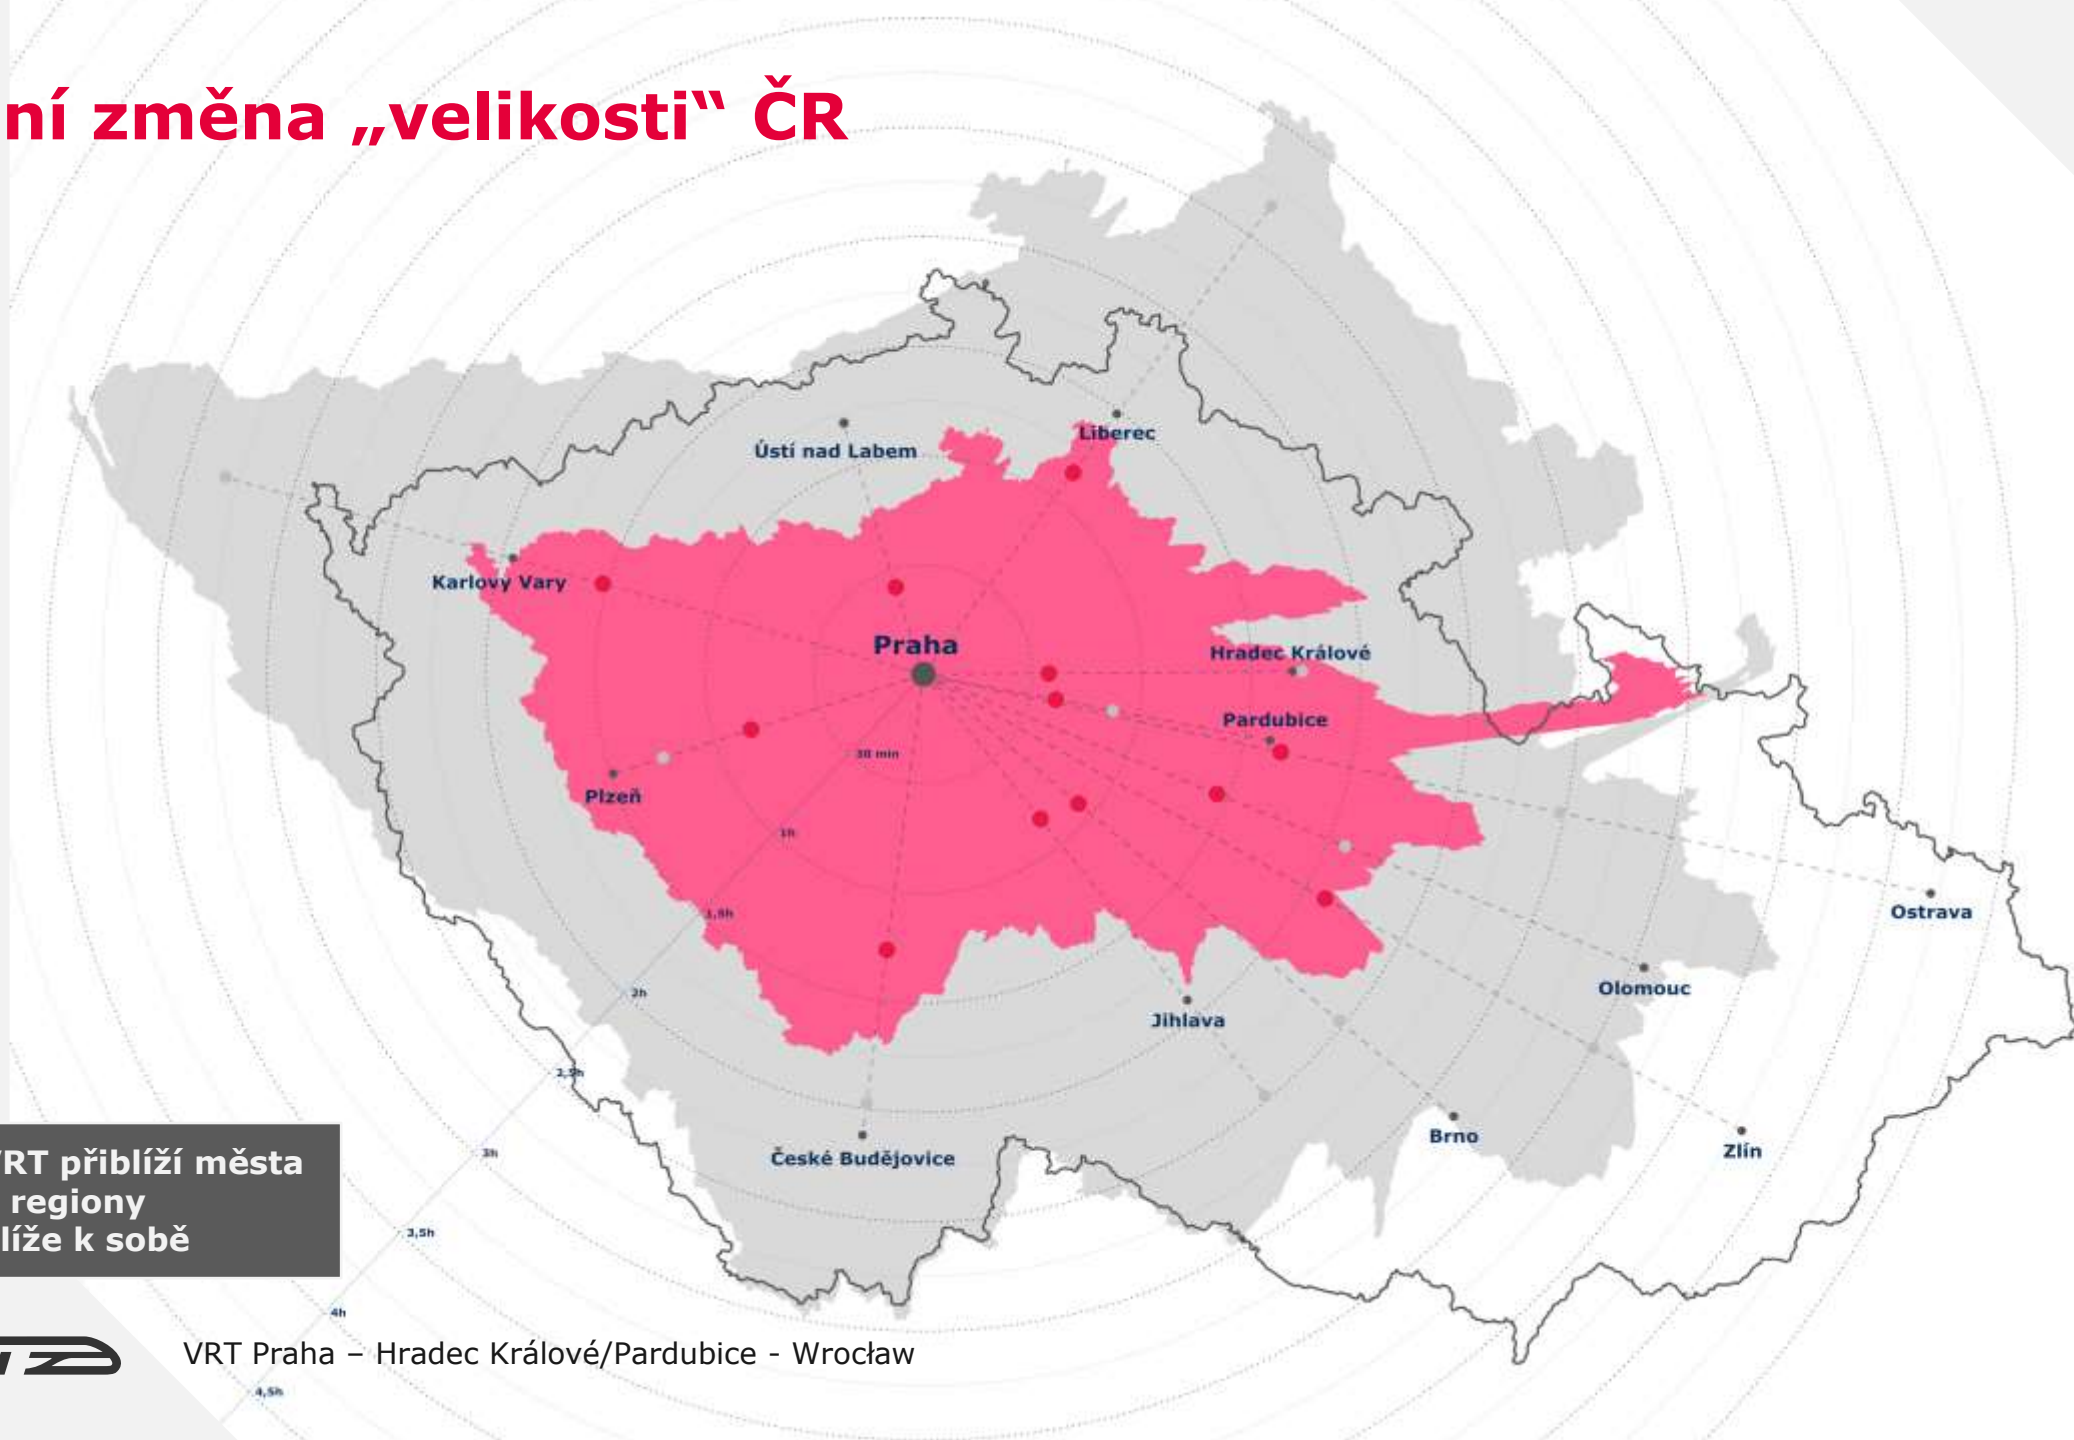 ní změna „velikosti“ ČR
Liberec
Ústí nad Labem
Karlovy Vary
Praha
Hradec Králové
Pardubice
30 min
Plzeň
1h
1,5h
Ostrava
Olomouc
2h
Jihlava
2,5h
Brno
Zlín
České Budějovice
3h
VRT přiblíží města
regiony
líže k sobě
3,5h
4h
VRT Praha – Hradec Králové/Pardubice - Wrocław
4,5h